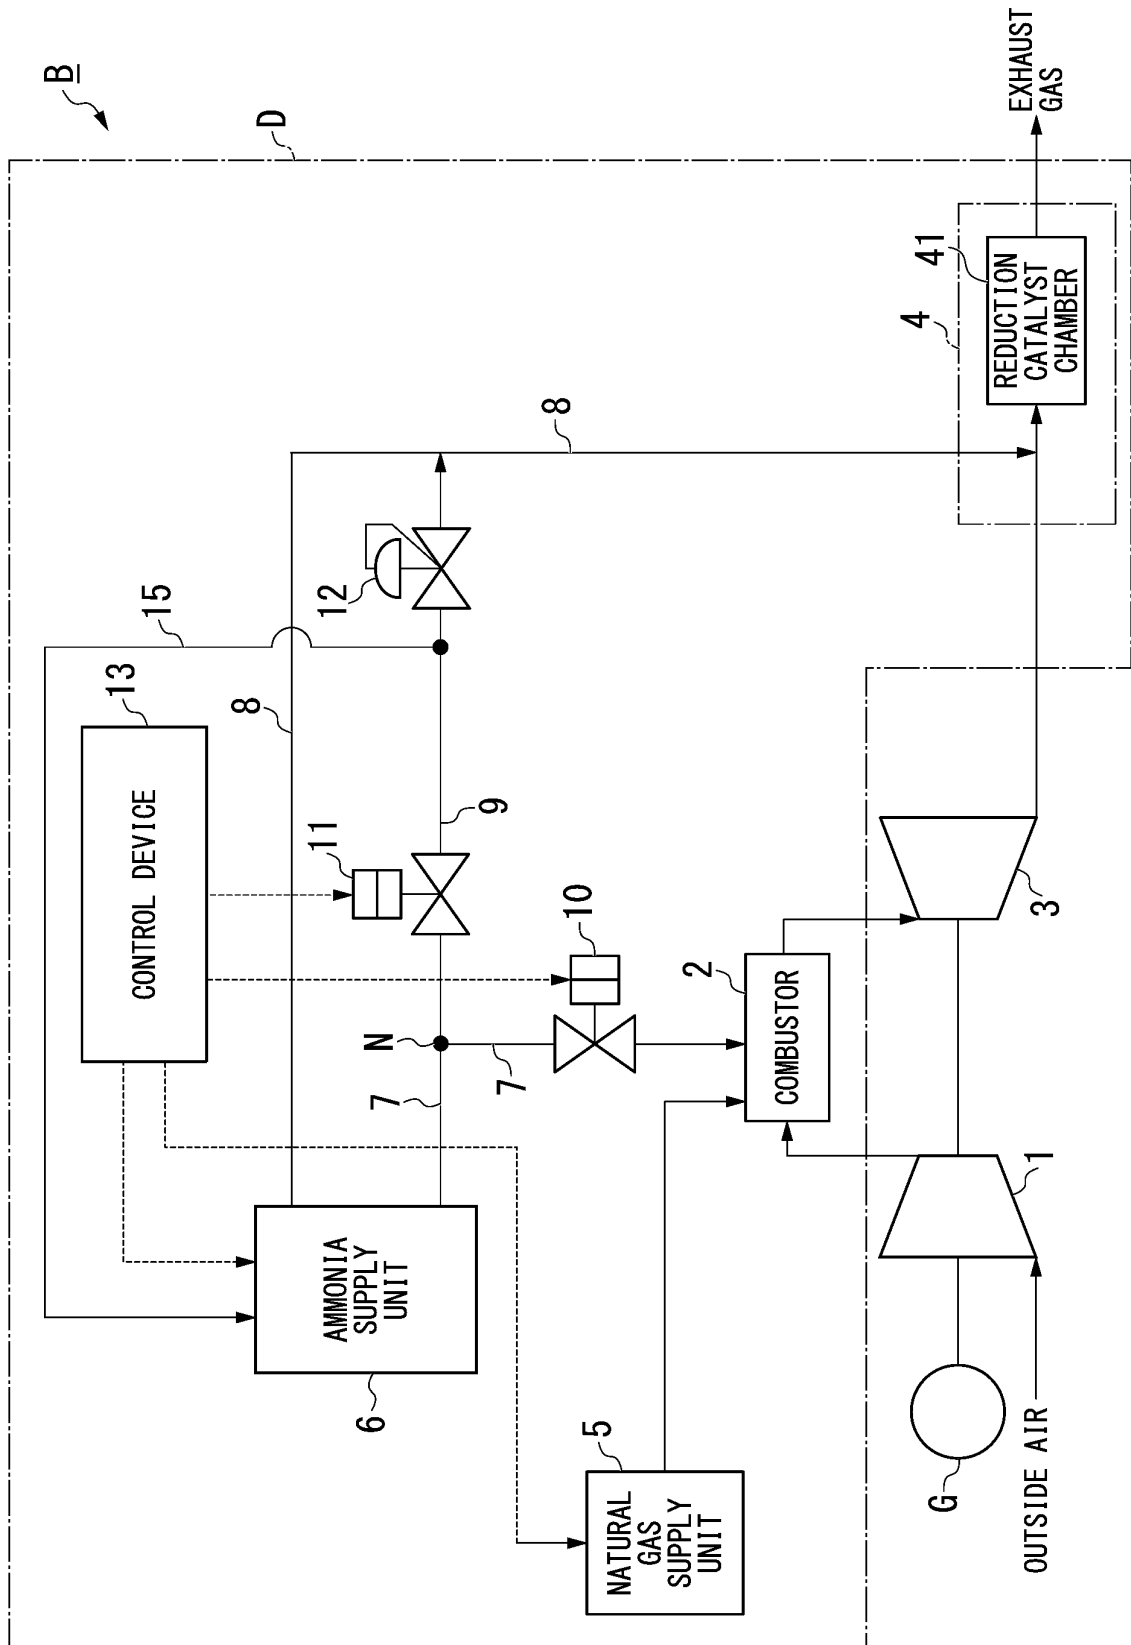 B
D
15
13
CONTROL DEVICE
8
12
8
11
9
N
7
7
10
AMMONIA
SUPPLY
UNIT
6
5
NATURAL
GAS
SUPPLY
UNIT
2
COMBUSTOR
4
41
REDUCTION
CATALYST
CHAMBER
EXHAUST
GAS
3
1
G
OUTSIDE AIR